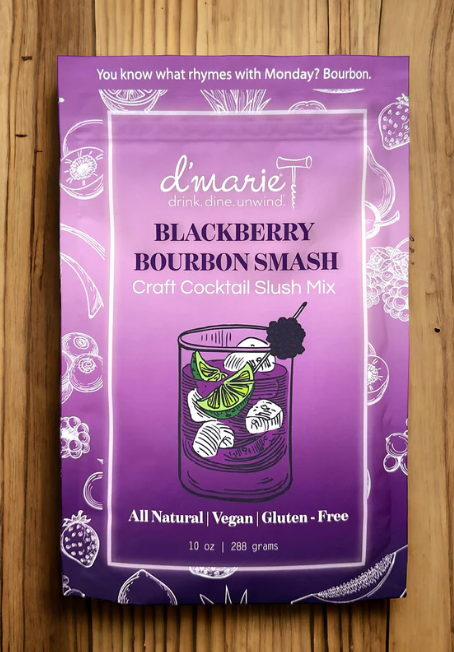 You know what rhymes with Monday? Bourbon.
d'marie
drink. dine. unwind.
BLACKBERRY
BOURBON SMASH
Craft Cocktail Slush Mix
All Natural | Vegan | Gluten - Free
10 oz | 288 grams